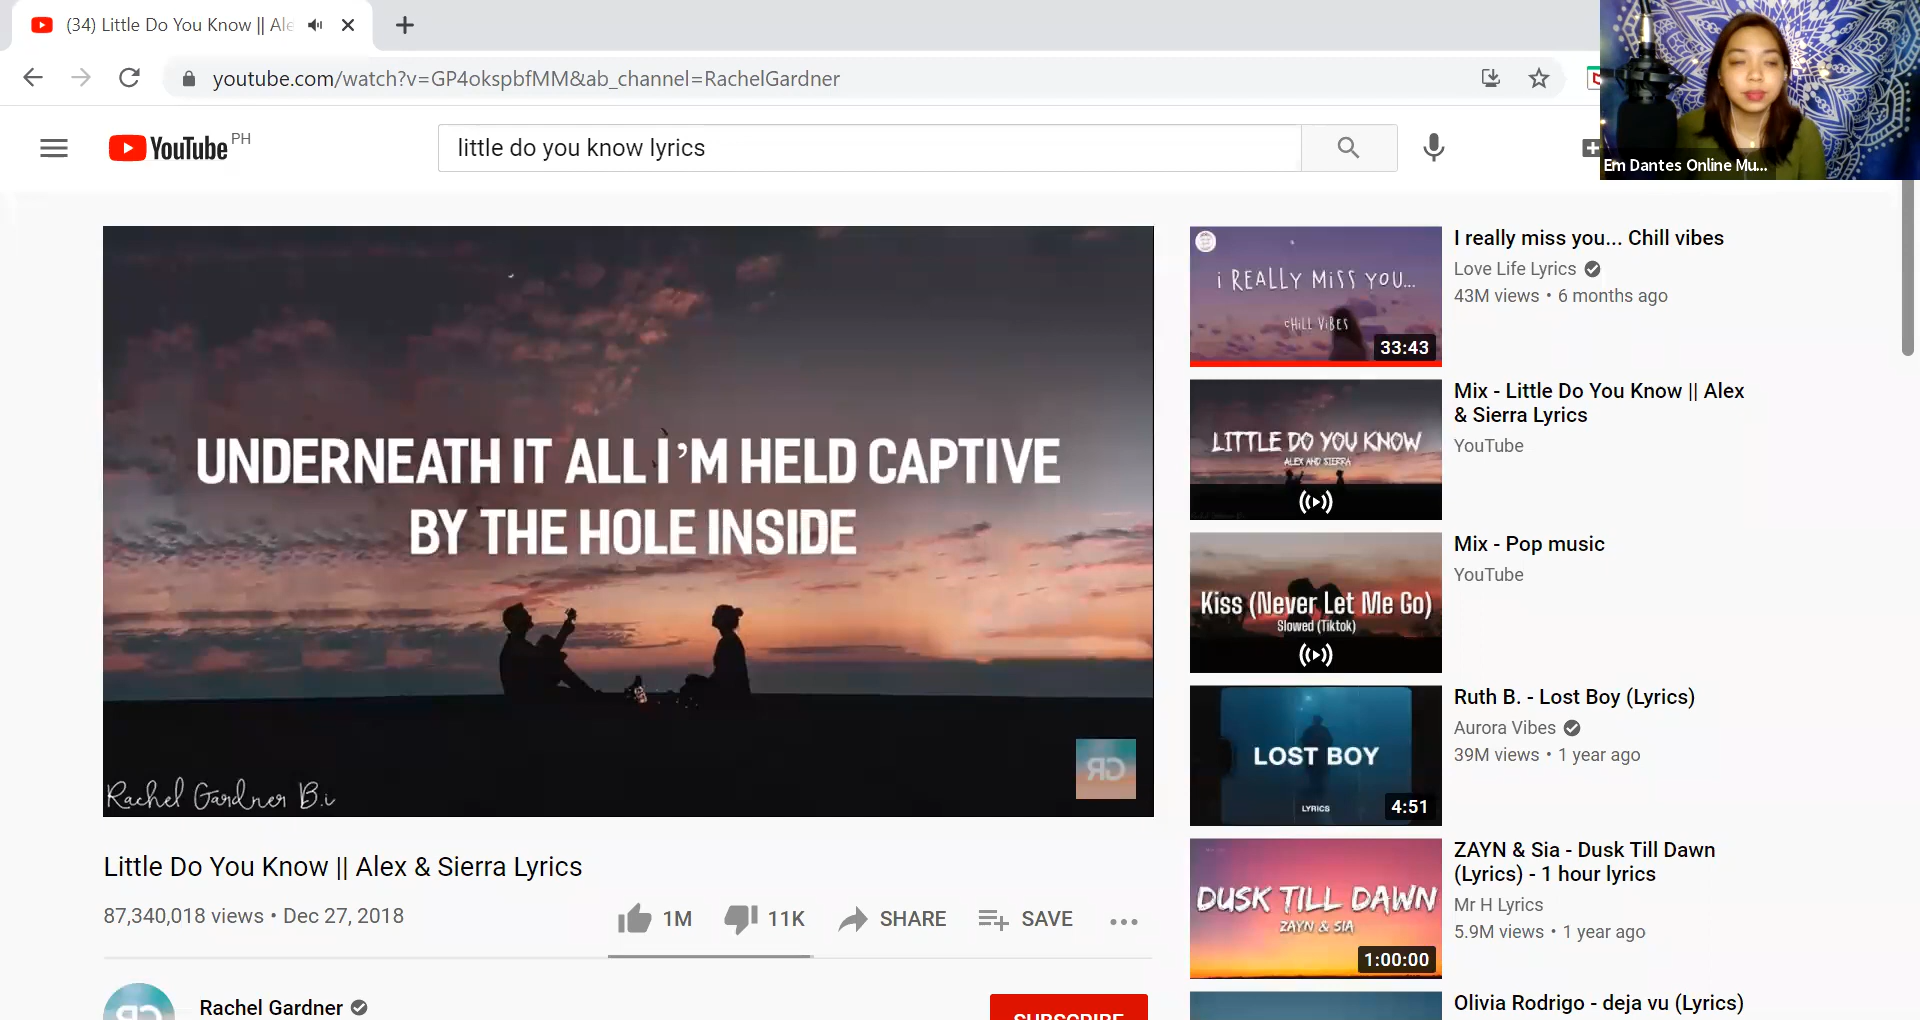 (34) Little Do You Know || Ale
youtube.com/watch?v=GP4okspbfMM&ab_channel=RachelGardner
YouTube PH
little do you know lyrics
Em Dantes Online Mu...
UNDERNEATH IT ALL I'M HELD CAPTIVE
BY THE HOLE INSIDE
Rachel Gardner B.i
Little Do You Know || Alex & Sierra Lyrics
87,340,018 views • Dec 27, 2018
1M
11K
SHARE
SAVE
Rachel Gardner
SUBSCRIBE
i REALLY MiSS YOU...
cHiLL ViBES
33:43
I really miss you... Chill vibes
Love Life Lyrics
43M views • 6 months ago
LITTLE DO YOU KNOW
ALEX AND SIERRA
Mix - Little Do You Know || Alex
& Sierra Lyrics
YouTube
Kiss (Never Let Me Go)
Slowed (Tiktok)
Mix - Pop music
YouTube
LOST BOY
LYRICS
4:51
Ruth B. - Lost Boy (Lyrics)
Aurora Vibes
39M views • 1 year ago
DUSK TILL DAWN
ZAYN & SIA
1:00:00
ZAYN & Sia - Dusk Till Dawn
(Lyrics) - 1 hour lyrics
Mr H Lyrics
5.9M views • 1 year ago
Olivia Rodrigo - deja vu (Lyrics)